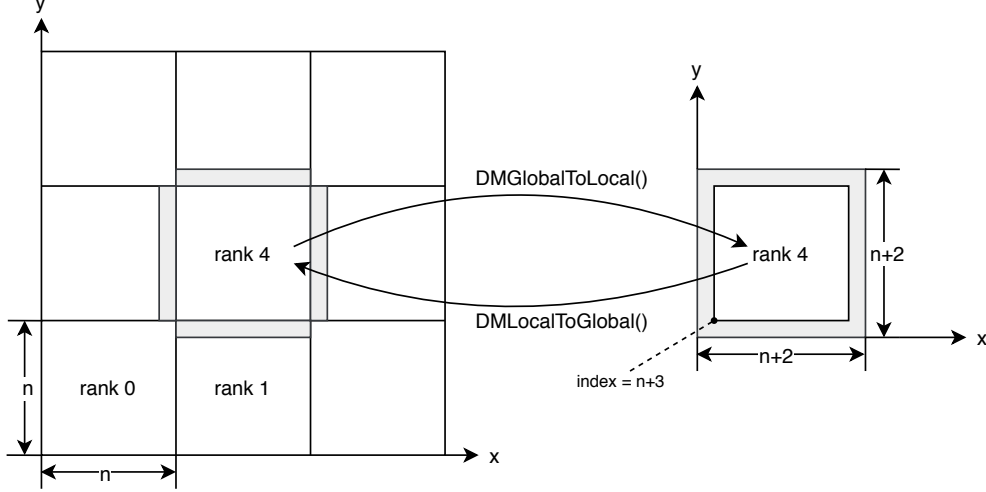 y
y
DMGlobalToLocal()
rank 4
rank 4
n+2
DMLocalToGlobal()
x
n+2
index = n+3
n
rank 0
rank 1
x
n